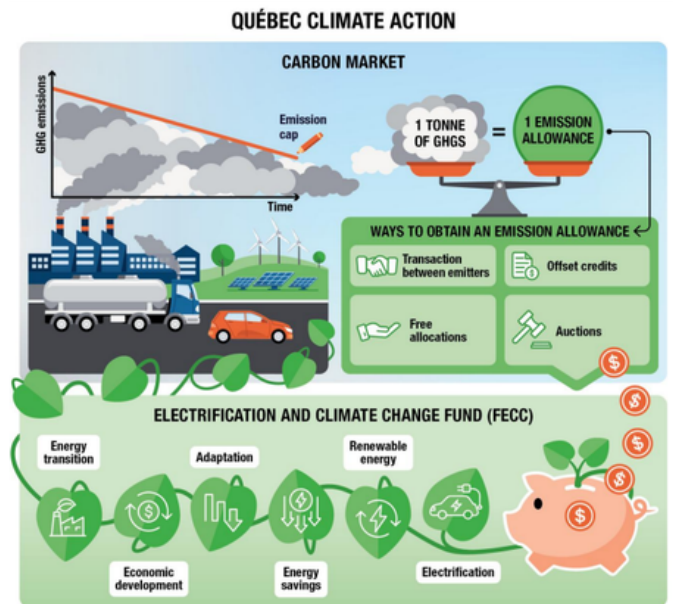 QUÉBEC CLIMATE ACTION
CARBON MARKET
GHG emissions
Emission
cap
Time
1 TONNE
OF GHGS
=
1 EMISSION
ALLOWANCE
WAYS TO OBTAIN AN EMISSION ALLOWANCE
Transaction
between emitters
Offset credits
Free
allocations
Auctions
$
$
$
$
$
$
$
ELECTRIFICATION AND CLIMATE CHANGE FUND (FECC)
Energy
transition
Economic
development
Adaptation
Energy
savings
Renewable
energy
Electrification